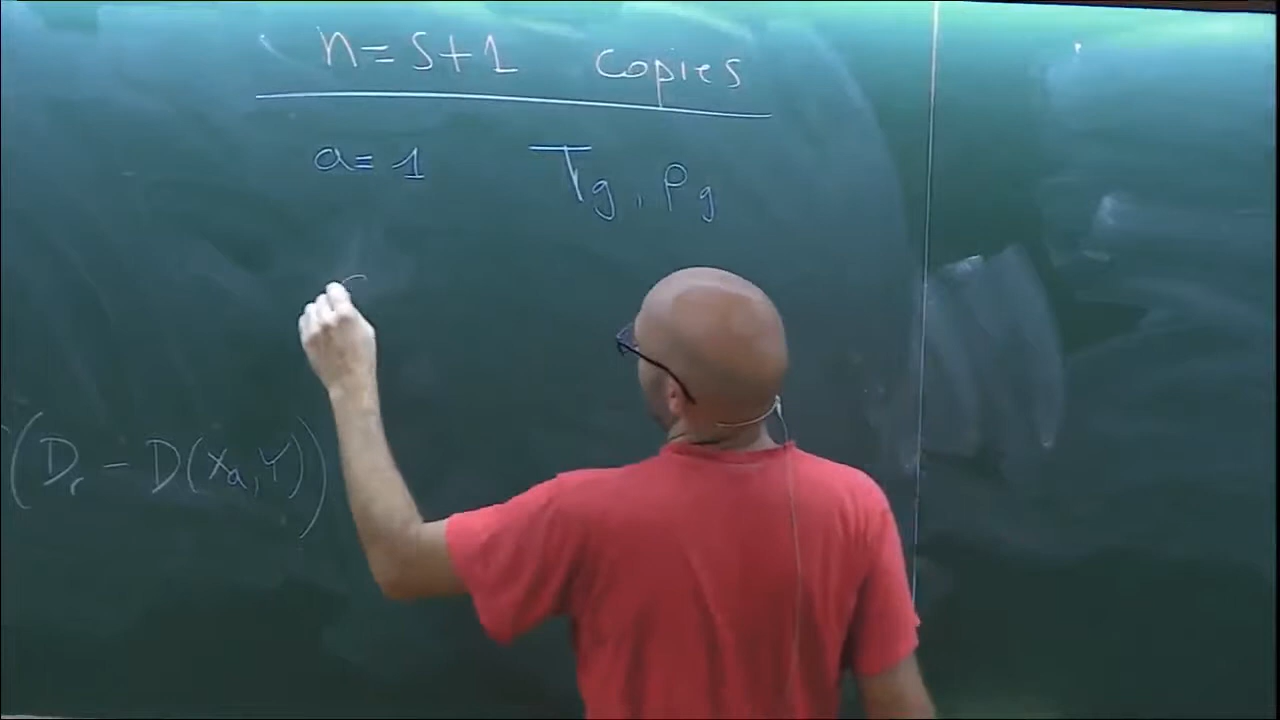 n = s + 1 copies
a = 1 T_g, ρ_g
(D_r - D(X_a, Y))